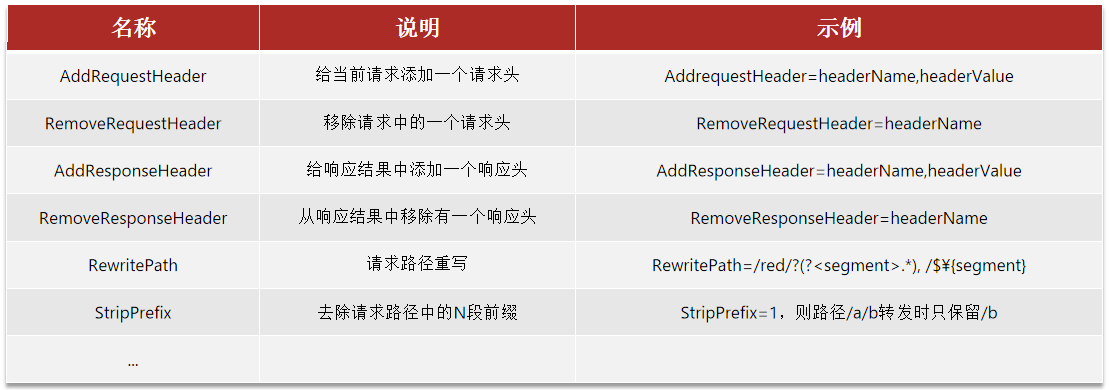 名称 说明 示例
AddRequestHeader 给当前请求添加一个请求头 AddrequestHeader=headerName,headerValue
RemoveRequestHeader 移除请求中的一个请求头 RemoveRequestHeader=headerName
AddResponseHeader 给响应结果中添加一个响应头 AddResponseHeader=headerName,headerValue
RemoveResponseHeader 从响应结果中移除有一个响应头 RemoveResponseHeader=headerName
RewritePath 请求路径重写 RewritePath=/red/?(?<segment>.*), /$¥{segment}
StripPrefix 去除请求路径中的N段前缀 StripPrefix=1，则路径/a/b转发时只保留/b
...